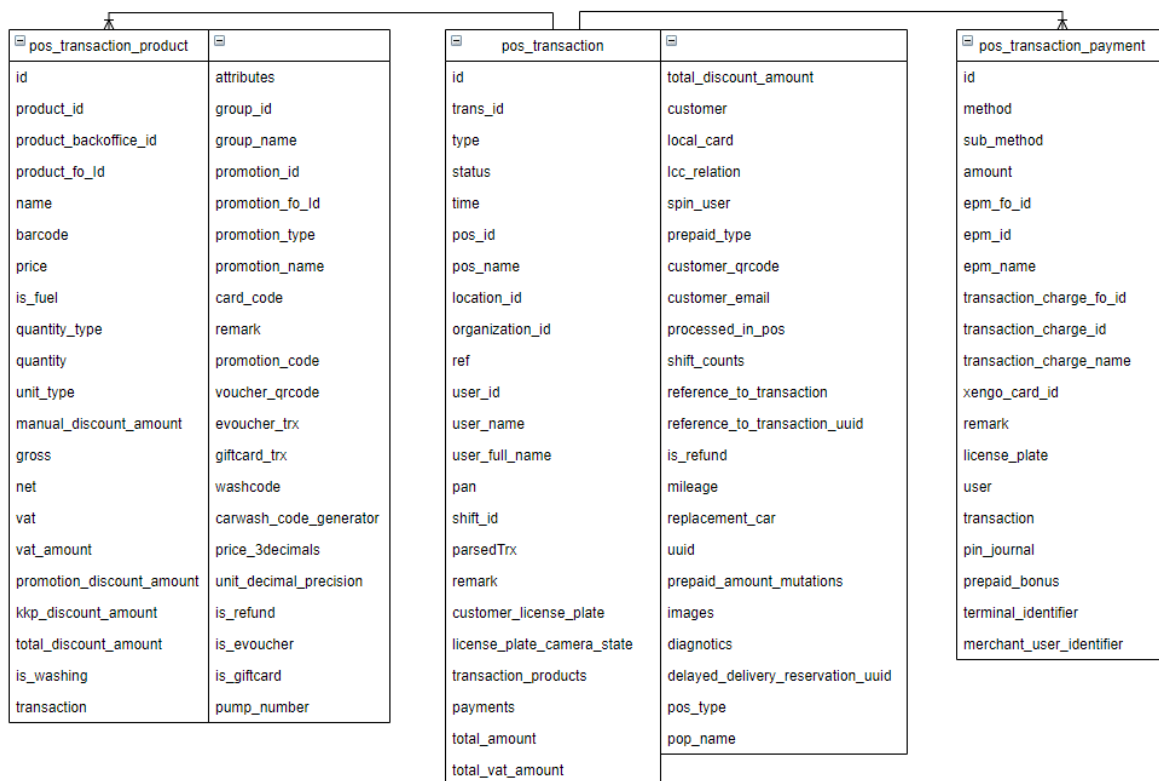 pos_transaction_product
id
product_id
product_backoffice_id
product_fo_Id
name
barcode
price
is_fuel
quantity_type
quantity
unit_type
manual_discount_amount
gross
net
vat
vat_amount
promotion_discount_amount
kkp_discount_amount
total_discount_amount
is_washing
transaction
attributes
group_id
group_name
promotion_id
promotion_fo_Id
promotion_type
promotion_name
card_code
remark
promotion_code
voucher_qrcode
evoucher_trx
giftcard_trx
washcode
carwash_code_generator
price_3decimals
unit_decimal_precision
is_refund
is_evoucher
is_giftcard
pump_number
pos_transaction
id
trans_id
type
status
time
pos_id
pos_name
location_id
organization_id
ref
user_id
user_name
user_full_name
pan
shift_id
parsedTrx
remark
customer_license_plate
license_plate_camera_state
transaction_products
payments
total_amount
total_vat_amount
total_discount_amount
customer
local_card
lcc_relation
spin_user
prepaid_type
customer_qrcode
customer_email
processed_in_pos
shift_counts
reference_to_transaction
reference_to_transaction_uuid
is_refund
mileage
replacement_car
uuid
prepaid_amount_mutations
images
diagnotics
delayed_delivery_reservation_uuid
pos_type
pop_name
pos_transaction_payment
id
method
sub_method
amount
epm_fo_id
epm_id
epm_name
transaction_charge_fo_id
transaction_charge_id
transaction_charge_name
xengo_card_id
remark
license_plate
user
transaction
pin_journal
prepaid_bonus
terminal_identifier
merchant_user_identifier